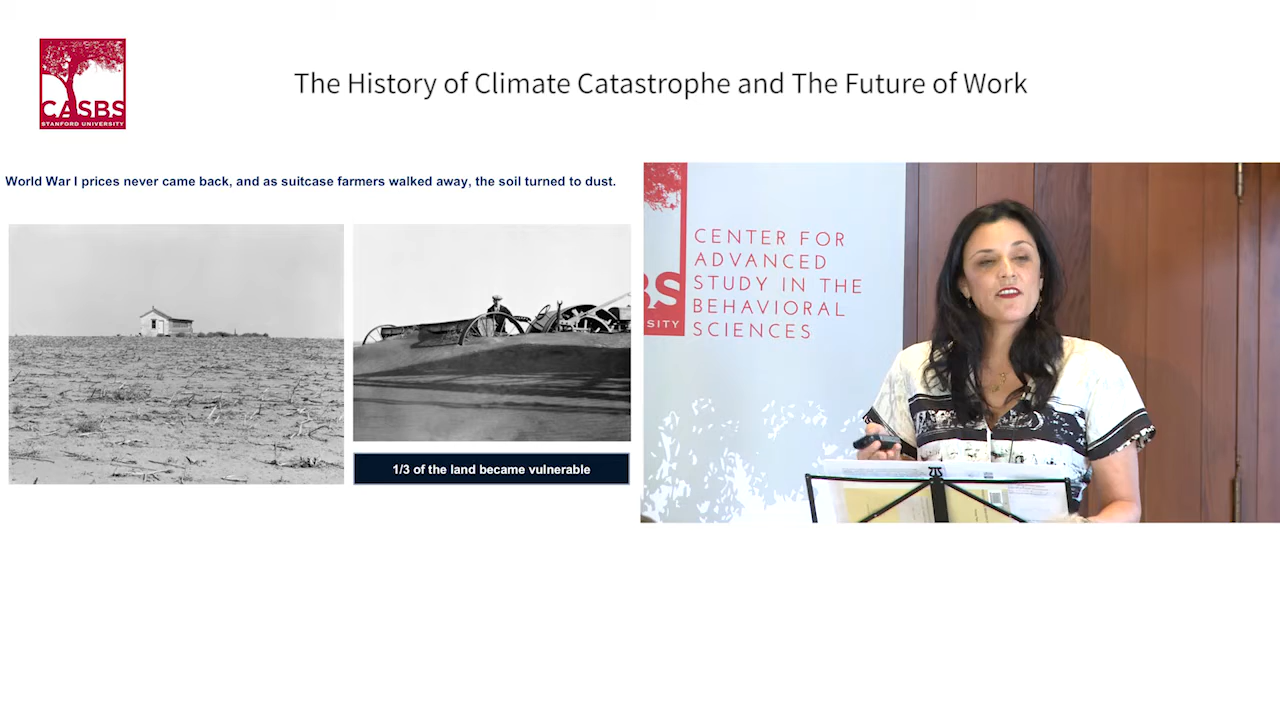 CASBS
STANFORD UNIVERSITY
The History of Climate Catastrophe and The Future of Work
World War I prices never came back, and as suitcase farmers walked away, the soil turned to dust.
1/3 of the land became vulnerable
BS
SITY
CENTER FOR
ADVANCED
STUDY IN THE
BEHAVIORAL
SCIENCES